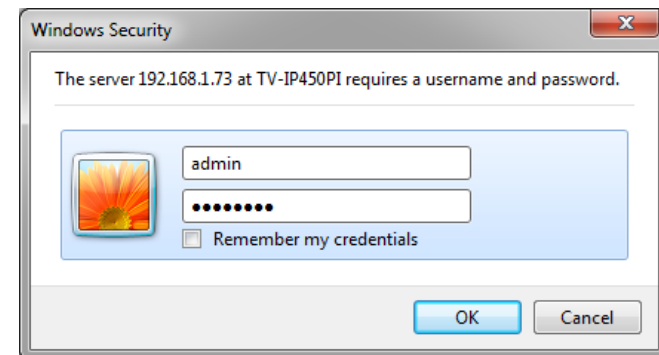 Windows Security
The server 192.168.1.73 at TV-IP450PI requires a username and password.
admin
••••••••
Remember my credentials
OK
Cancel